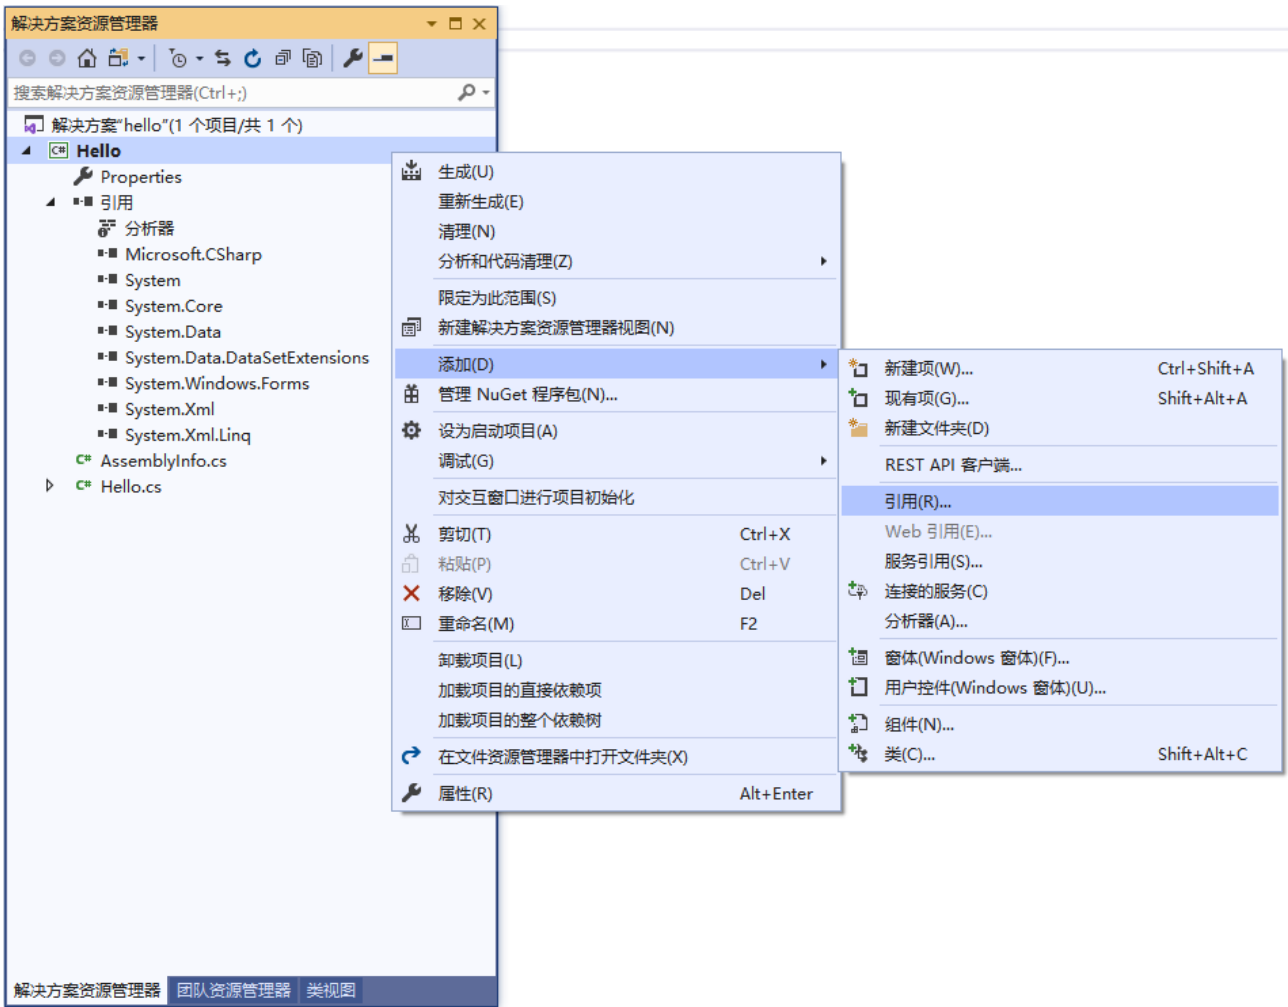 解决方案资源管理器
搜索解决方案资源管理器(Ctrl+;)
解决方案"hello"(1 个项目/共 1 个)
C# Hello
Properties
引用
分析器
Microsoft.CSharp
System
System.Core
System.Data
System.Data.DataSetExtensions
System.Windows.Forms
System.Xml
System.Xml.Linq
C# AssemblyInfo.cs
C# Hello.cs
解决方案资源管理器 团队资源管理器 类视图
生成(U)
重新生成(E)
清理(N)
分析和代码清理(Z)
限定为此范围(S)
新建解决方案资源管理器视图(N)
添加(D)
管理 NuGet 程序包(N)...
设为启动项目(A)
调试(G)
对交互窗口进行项目初始化
剪切(T) Ctrl+X
粘贴(P) Ctrl+V
移除(V) Del
重命名(M) F2
卸载项目(L)
加载项目的直接依赖项
加载项目的整个依赖树
在文件资源管理器中打开文件夹(X)
属性(R) Alt+Enter
新建项(W)... Ctrl+Shift+A
现有项(G)... Shift+Alt+A
新建文件夹(D)
REST API 客户端...
引用(R)...
Web 引用(E)...
服务引用(S)...
连接的服务(C)
分析器(A)...
窗体(Windows 窗体)(F)...
用户控件(Windows 窗体)(U)...
组件(N)...
类(C)... Shift+Alt+C